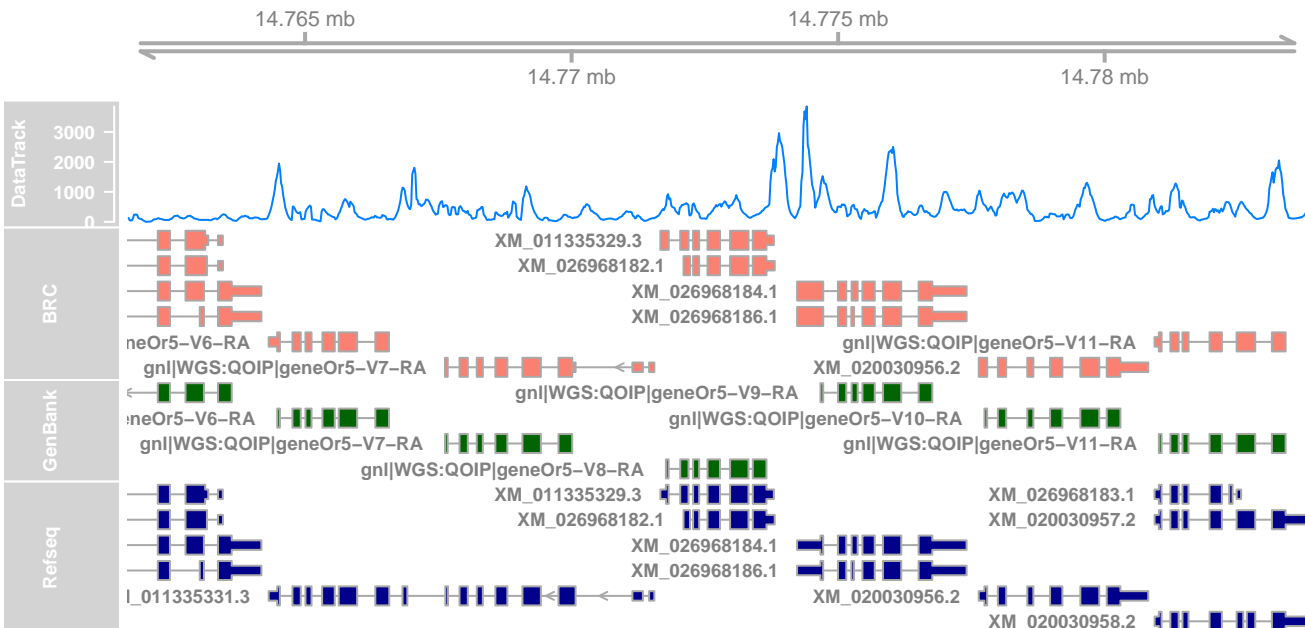 14.765 mb 14.775 mb
14.77 mb 14.78 mb
DataTrack
3000
2000
1000
0
BRC
XM_011335329.3
XM_026968182.1
XM_026968184.1
XM_026968186.1
neOr5−V6−RA gnl|WGS:QOIP|geneOr5−V11−RA
gnl|WGS:QOIP|geneOr5−V7−RA XM_020030956.2
GenBank
gnl|WGS:QOIP|geneOr5−V9−RA
eneOr5−V6−RA gnl|WGS:QOIP|geneOr5−V10−RA
gnl|WGS:QOIP|geneOr5−V7−RA gnl|WGS:QOIP|geneOr5−V11−RA
gnl|WGS:QOIP|geneOr5−V8−RA
Refseq
XM_011335329.3 XM_026968183.1
XM_026968182.1 XM_020030957.2
XM_026968184.1
XM_026968186.1
_011335331.3 XM_020030956.2
XM_020030958.2